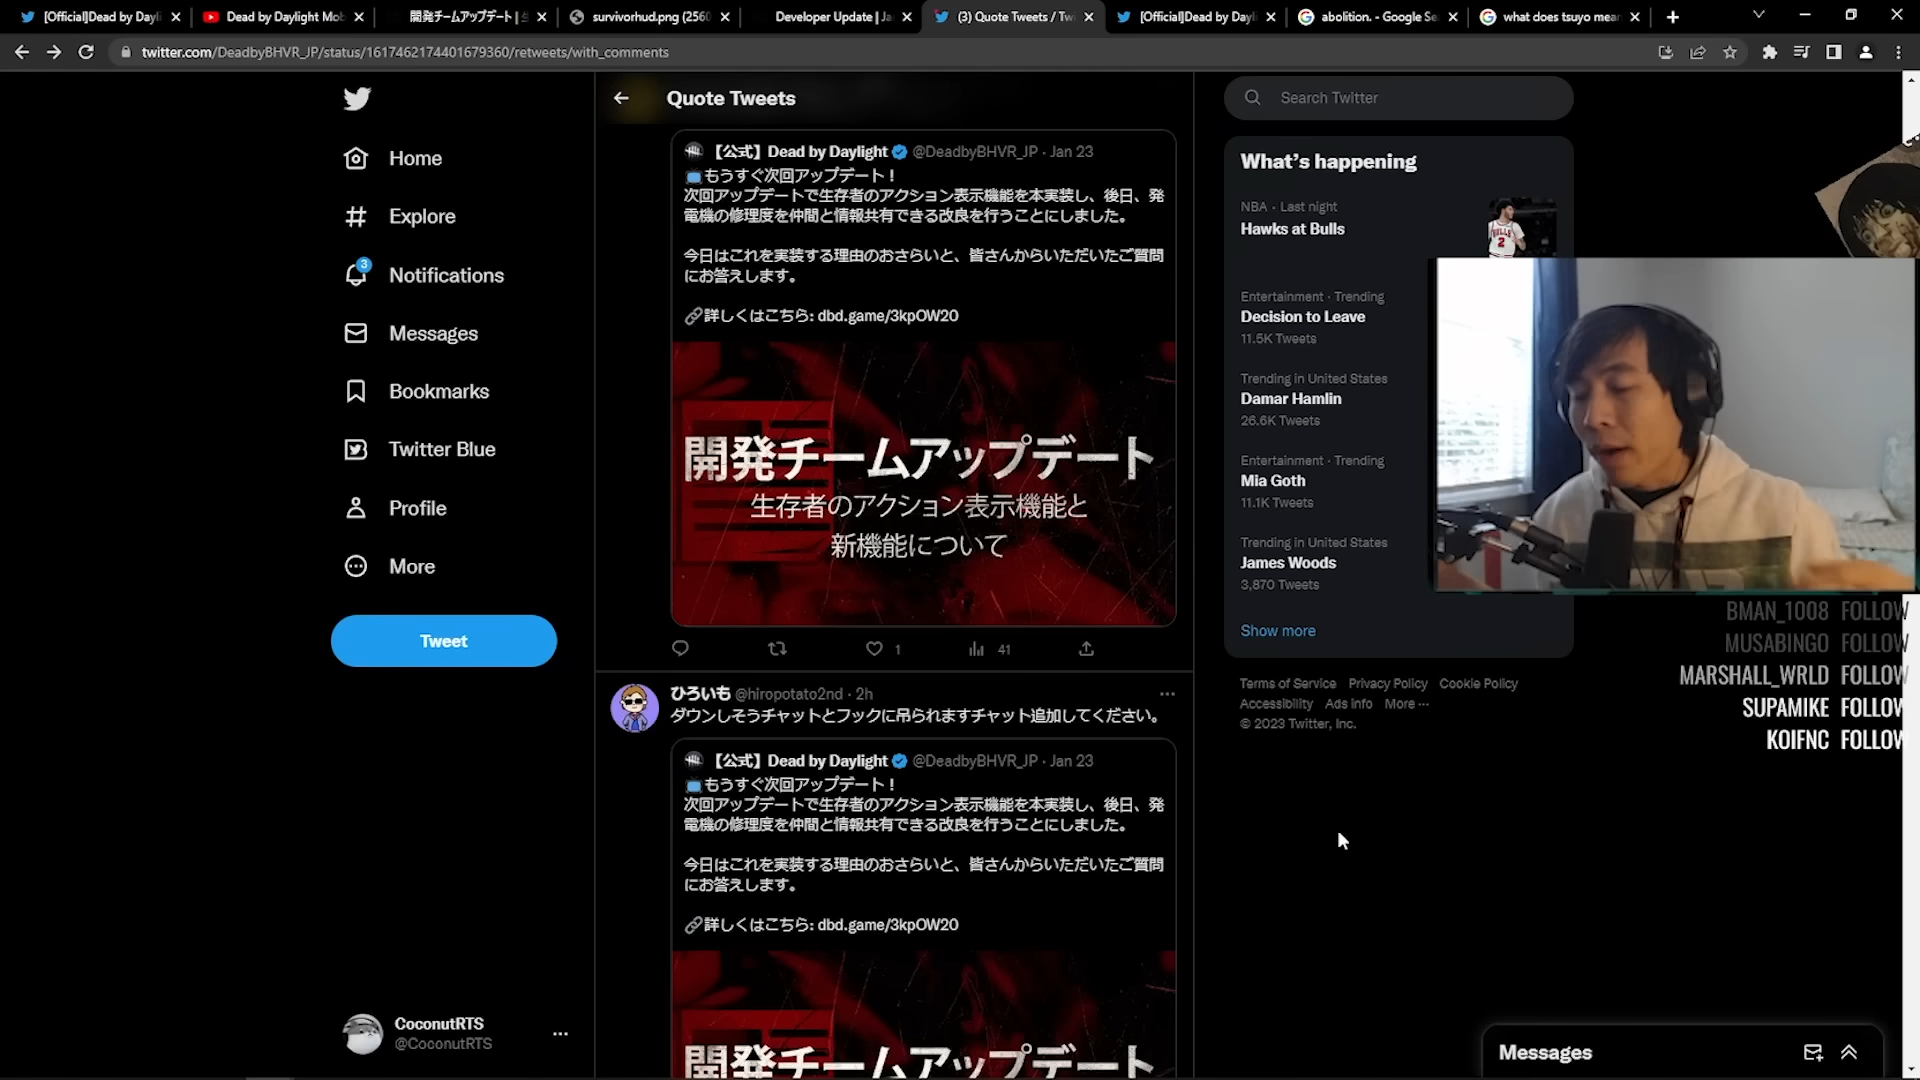 [Official]Dead by Dayli
Dead by Daylight Mob
開発チームアップデート | 生
survivorhud.png (2560
Developer Update | Ja
(3) Quote Tweets / Tw
[Official]Dead by Dayli
abolition. - Google Se
what does tsuyo mean
twitter.com/DeadbyBHVR_JP/status/1617462174401679360/retweets/with_comments
Home
Explore
3
Notifications
Messages
Bookmarks
Twitter Blue
Profile
More
Tweet
CoconutRTS
@CoconutRTS
Quote Tweets
【公式】Dead by Daylight @DeadbyBHVR_JP · Jan 23
もうすぐ次回アップデート！
次回アップデートで生存者のアクション表示機能を本実装し、後日、発
電機の修理度を仲間と情報共有できる改良を行うことにしました。
今日はこれを実装する理由のおさらいと、皆さんからいただいたご質問
にお答えします。
詳しくはこちら: dbd.game/3kpOW20
開発チームアップデート
生存者のアクション表示機能と
新機能について
1
41
ひろいも @hiropotato2nd · 2h
ダウンしそうチャットとフックに吊られますチャット追加してください。
【公式】Dead by Daylight @DeadbyBHVR_JP · Jan 23
もうすぐ次回アップデート！
次回アップデートで生存者のアクション表示機能を本実装し、後日、発
電機の修理度を仲間と情報共有できる改良を行うことにしました。
今日はこれを実装する理由のおさらいと、皆さんからいただいたご質問
にお答えします。
詳しくはこちら: dbd.game/3kpOW20
開発チームアップデート
Search Twitter
What's happening
NBA · Last night
Hawks at Bulls
BULLS
2
Entertainment · Trending
Decision to Leave
11.5K Tweets
Trending in United States
Damar Hamlin
26.6K Tweets
Entertainment · Trending
Mia Goth
11.1K Tweets
Trending in United States
James Woods
3,870 Tweets
Show more
Terms of Service Privacy Policy Cookie Policy
Accessibility Ads info More ···
© 2023 Twitter, Inc.
BMAN_1008 FOLLOW
MUSABINGO FOLLOW
MARSHALL_WRLD FOLLOW
SUPAMIKE FOLLOW
KOIFNC FOLLOW
Messages